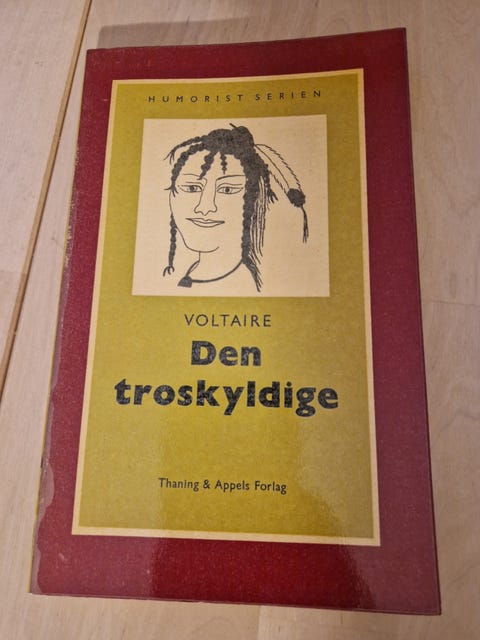 HUMORIST SERIEN
VOLTAIRE
Den
troskyldige
Thaning & Appels Forlag